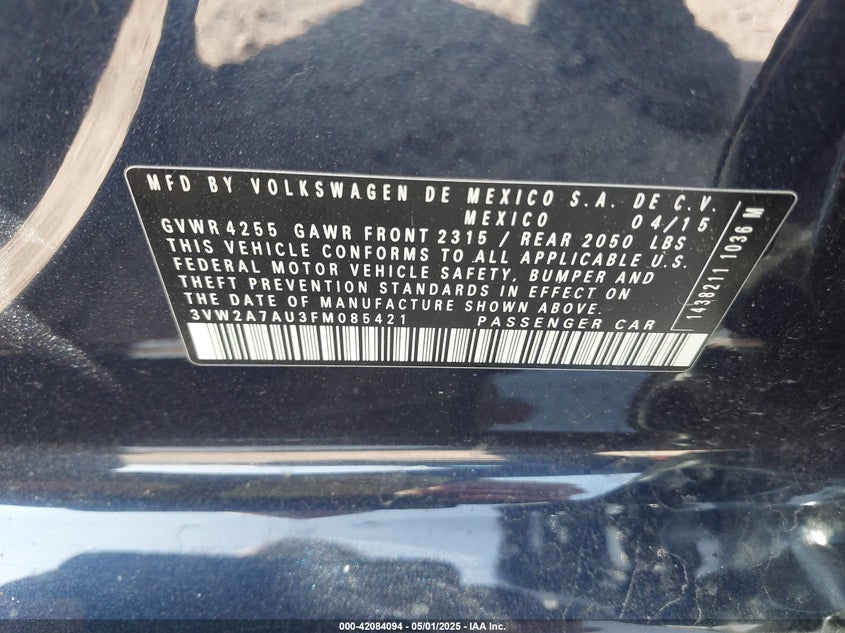 MFD BY VOLKSWAGEN DE MEXICO S.A. DE C.V.
MEXICO 04/15
GVWR 4255 GAWR FRONT 2315 / REAR 2050 LBS
THIS VEHICLE CONFORMS TO ALL APPLICABLE U.S.
FEDERAL MOTOR VEHICLE SAFETY, BUMPER AND
THEFT PREVENTION STANDARDS IN EFFECT ON
THE DATE OF MANUFACTURE SHOWN ABOVE.
3VW2A7AU3FM085421 PASSENGER CAR
1438211 1036 M
000-42084094 - 05/01/2025 - IAA Inc.